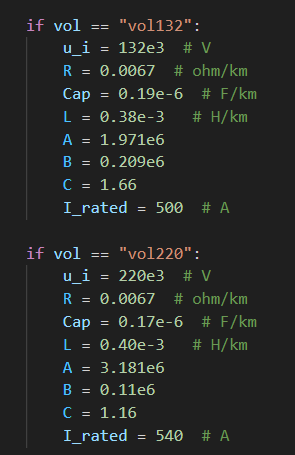 if vol == "vol132":
u_i = 132e3 # V
R = 0.0067 # ohm/km
Cap = 0.19e-6 # F/km
L = 0.38e-3 # H/km
A = 1.971e6
B = 0.209e6
C = 1.66
I_rated = 500 # A
if vol == "vol220":
u_i = 220e3 # V
R = 0.0067 # ohm/km
Cap = 0.17e-6 # F/km
L = 0.40e-3 # H/km
A = 3.181e6
B = 0.11e6
C = 1.16
I_rated = 540 # A